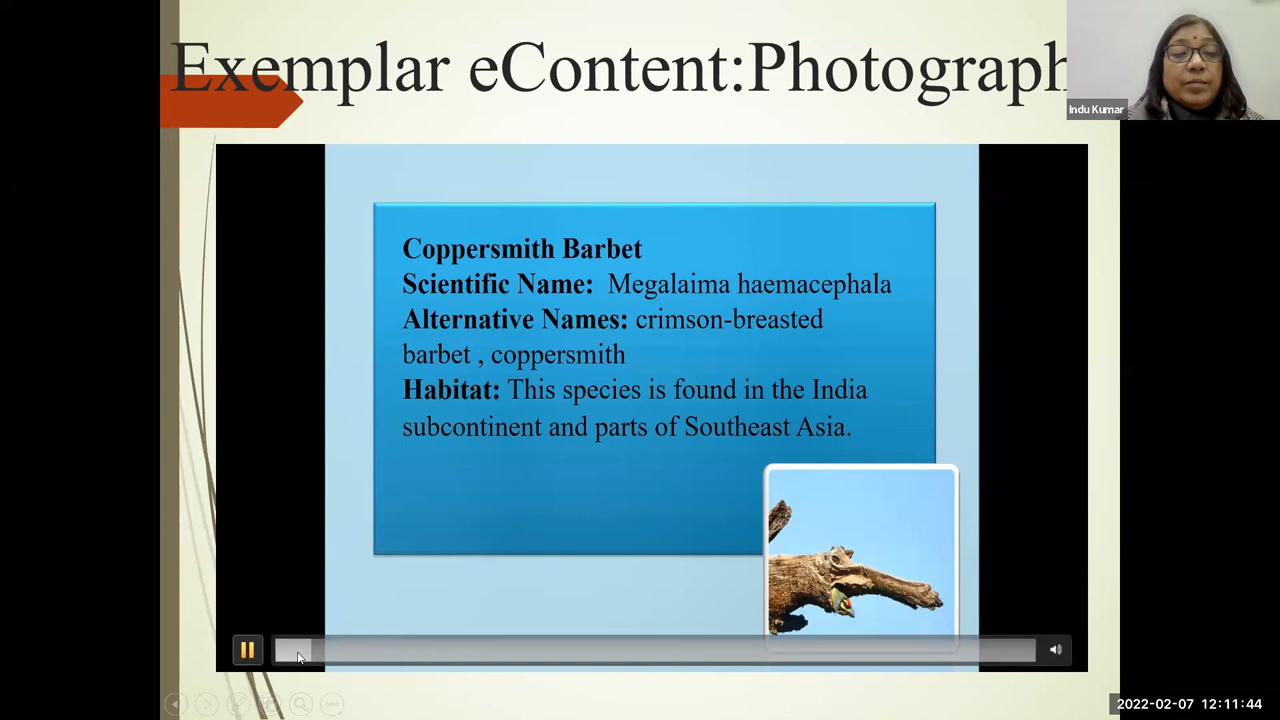 Exemplar eContent:Photograph
Indu Kumar
Coppersmith Barbet
Scientific Name: Megalaima haemacephala
Alternative Names: crimson-breasted
barbet , coppersmith
Habitat: This species is found in the India
subcontinent and parts of Southeast Asia.
2022-02-07 12:11:44